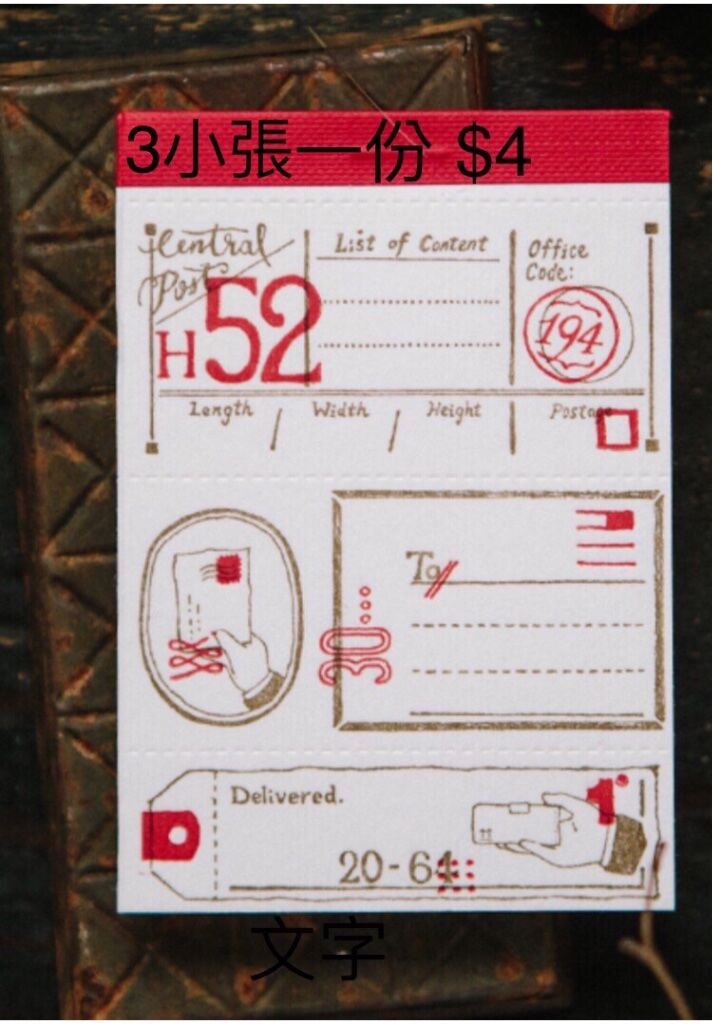 3小張一份 $4
Central
Post
H52
List of Content
Office
Code:
194
Length / Width / Height
Postage
To
30
Delivered.
1
20-64
文字